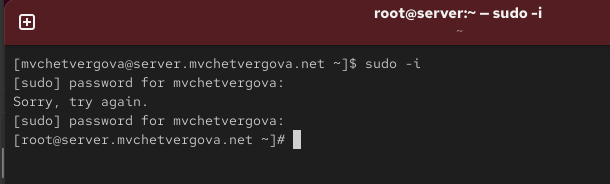 root@server:~ — sudo -i
~
[mvchetvergova@server.mvchetvergova.net ~]$ sudo -i
[sudo] password for mvchetvergova:
Sorry, try again.
[sudo] password for mvchetvergova:
[root@server.mvchetvergova.net ~]#